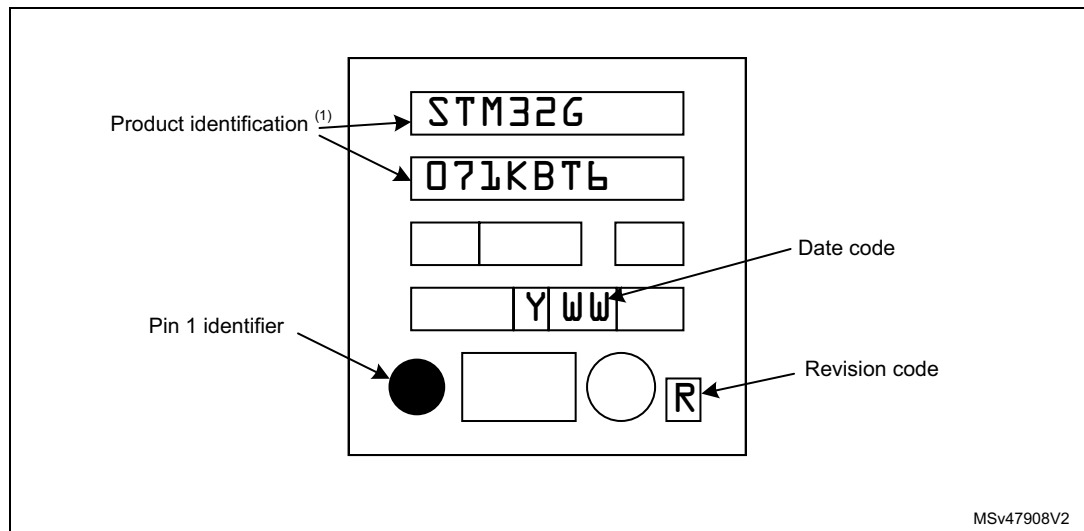 STM32G
Product identification (1)
071KBT6
Date code
Y WW
Pin 1 identifier
Revision code
R
MSv47908V2